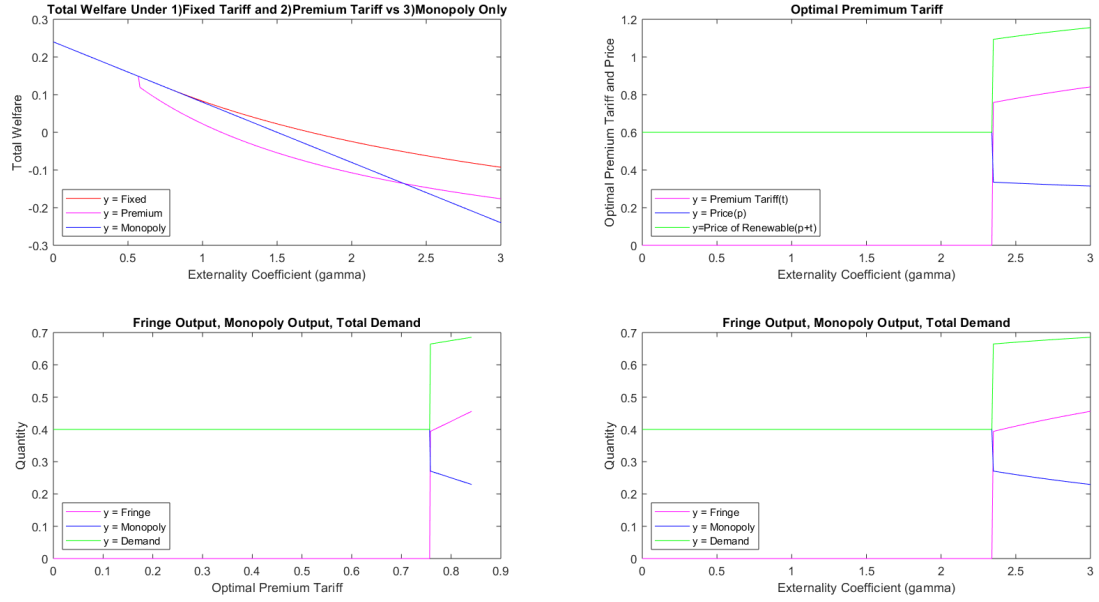 Total Welfare Under 1)Fixed Tariff and 2)Premium Tariff vs 3)Monopoly Only
0.3
0.2
0.1
0
-0.1
-0.2
-0.3
Total Welfare
y = Fixed
y = Premium
y = Monopoly
0 0.5 1 1.5 2 2.5 3
Externality Coefficient (gamma)
Optimal Premimum Tariff
1.2
1
0.8
0.6
0.4
0.2
0
Optimal Premium Tariff and Price
y = Premium Tariff(t)
y = Price(p)
y=Price of Renewable(p+t)
0 0.5 1 1.5 2 2.5 3
Externality Coefficient (gamma)
Fringe Output, Monopoly Output, Total Demand
0.7
0.6
0.5
0.4
0.3
0.2
0.1
0
Quantity
y = Fringe
y = Monopoly
y = Demand
0 0.1 0.2 0.3 0.4 0.5 0.6 0.7 0.8 0.9
Optimal Premium Tariff
Fringe Output, Monopoly Output, Total Demand
0.7
0.6
0.5
0.4
0.3
0.2
0.1
0
Quantity
y = Fringe
y = Monopoly
y = Demand
0 0.5 1 1.5 2 2.5 3
Externality Coefficient (gamma)